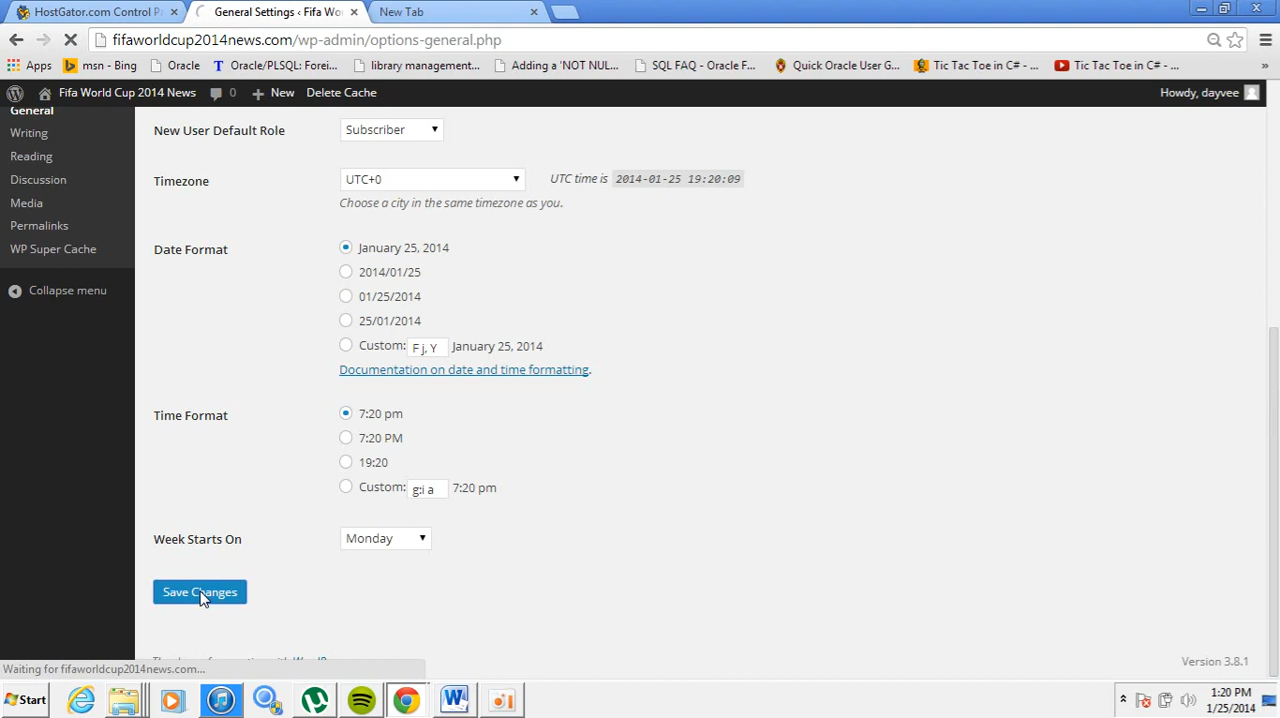 HostGator.com Control P
General Settings ‹ Fifa Wo
New Tab
fifaworldcup2014news.com/wp-admin/options-general.php
Apps
msn - Bing
Oracle
Oracle/PLSQL: Forei...
library management...
Adding a 'NOT NUL...
SQL FAQ - Oracle F...
Quick Oracle User G...
Tic Tac Toe in C# - ...
Tic Tac Toe in C# - ...
»
Fifa World Cup 2014 News
0
+ New
Delete Cache
Howdy, dayvee
General
Writing
Reading
Discussion
Media
Permalinks
WP Super Cache
Collapse menu
New User Default Role
Subscriber
Timezone
UTC+0
UTC time is 2014-01-25 19:20:09
Choose a city in the same timezone as you.
Date Format
January 25, 2014
2014/01/25
01/25/2014
25/01/2014
Custom: F j, Y January 25, 2014
Documentation on date and time formatting.
Time Format
7:20 pm
7:20 PM
19:20
Custom: g:i a 7:20 pm
Week Starts On
Monday
Save Changes
Version 3.8.1
Waiting for fifaworldcup2014news.com...
Start
1:20 PM
1/25/2014